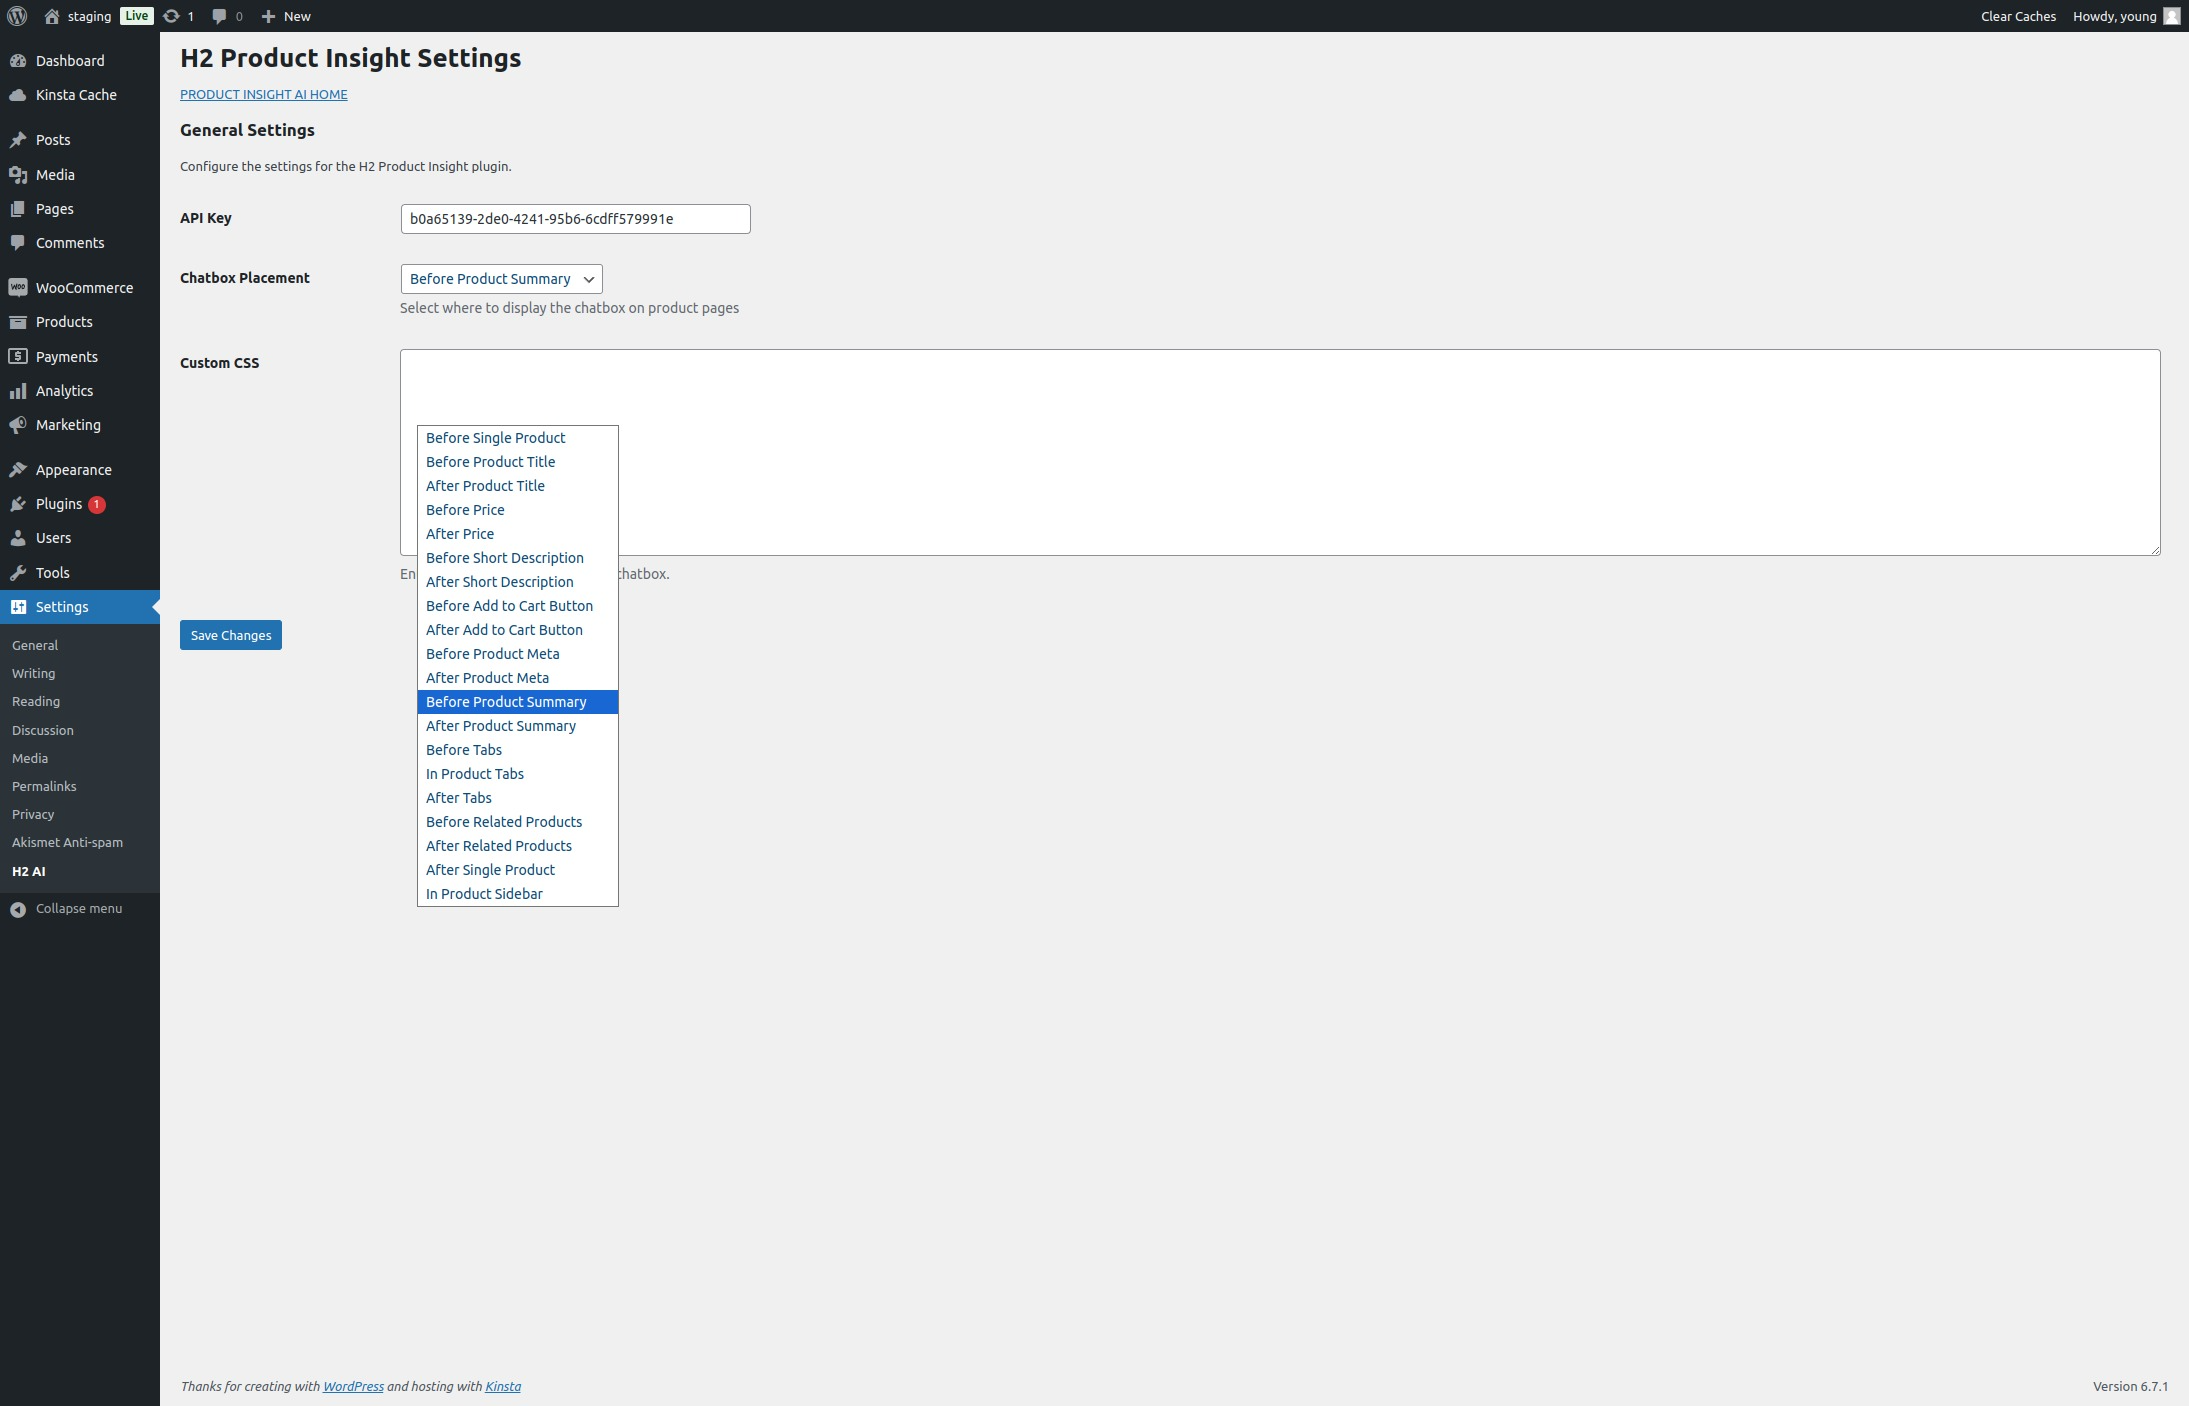 staging Live 1 0 New Clear Caches Howdy, young
Dashboard
Kinsta Cache
Posts
Media
Pages
Comments
WooCommerce
Products
Payments
Analytics
Marketing
Appearance
Plugins 1
Users
Tools
Settings
General
Writing
Reading
Discussion
Media
Permalinks
Privacy
Akismet Anti-spam
H2 AI
Collapse menu
H2 Product Insight Settings
PRODUCT INSIGHT AI HOME
General Settings
Configure the settings for the H2 Product Insight plugin.
API Key b0a65139-2de0-4241-95b6-6cdff579991e
Chatbox Placement Before Product Summary
Select where to display the chatbox on product pages
Custom CSS
Before Single Product
Before Product Title
After Product Title
Before Price
After Price
Before Short Description
After Short Description
Before Add to Cart Button
After Add to Cart Button
Before Product Meta
After Product Meta
Before Product Summary
After Product Summary
Before Tabs
In Product Tabs
After Tabs
Before Related Products
After Related Products
After Single Product
In Product Sidebar
chatbox.
Save Changes
Thanks for creating with WordPress and hosting with Kinsta
Version 6.7.1